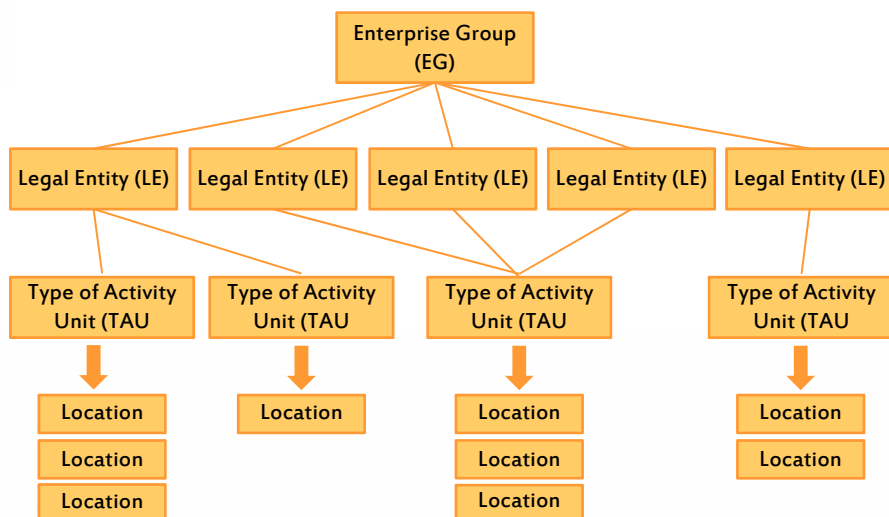 Enterprise Group
(EG)
Legal Entity (LE)
Legal Entity (LE)
Legal Entity (LE)
Legal Entity (LE)
Legal Entity (LE)
Type of Activity
Unit (TAU
Type of Activity
Unit (TAU
Type of Activity
Unit (TAU
Type of Activity
Unit (TAU
Location
Location
Location
Location
Location
Location
Location
Location
Location